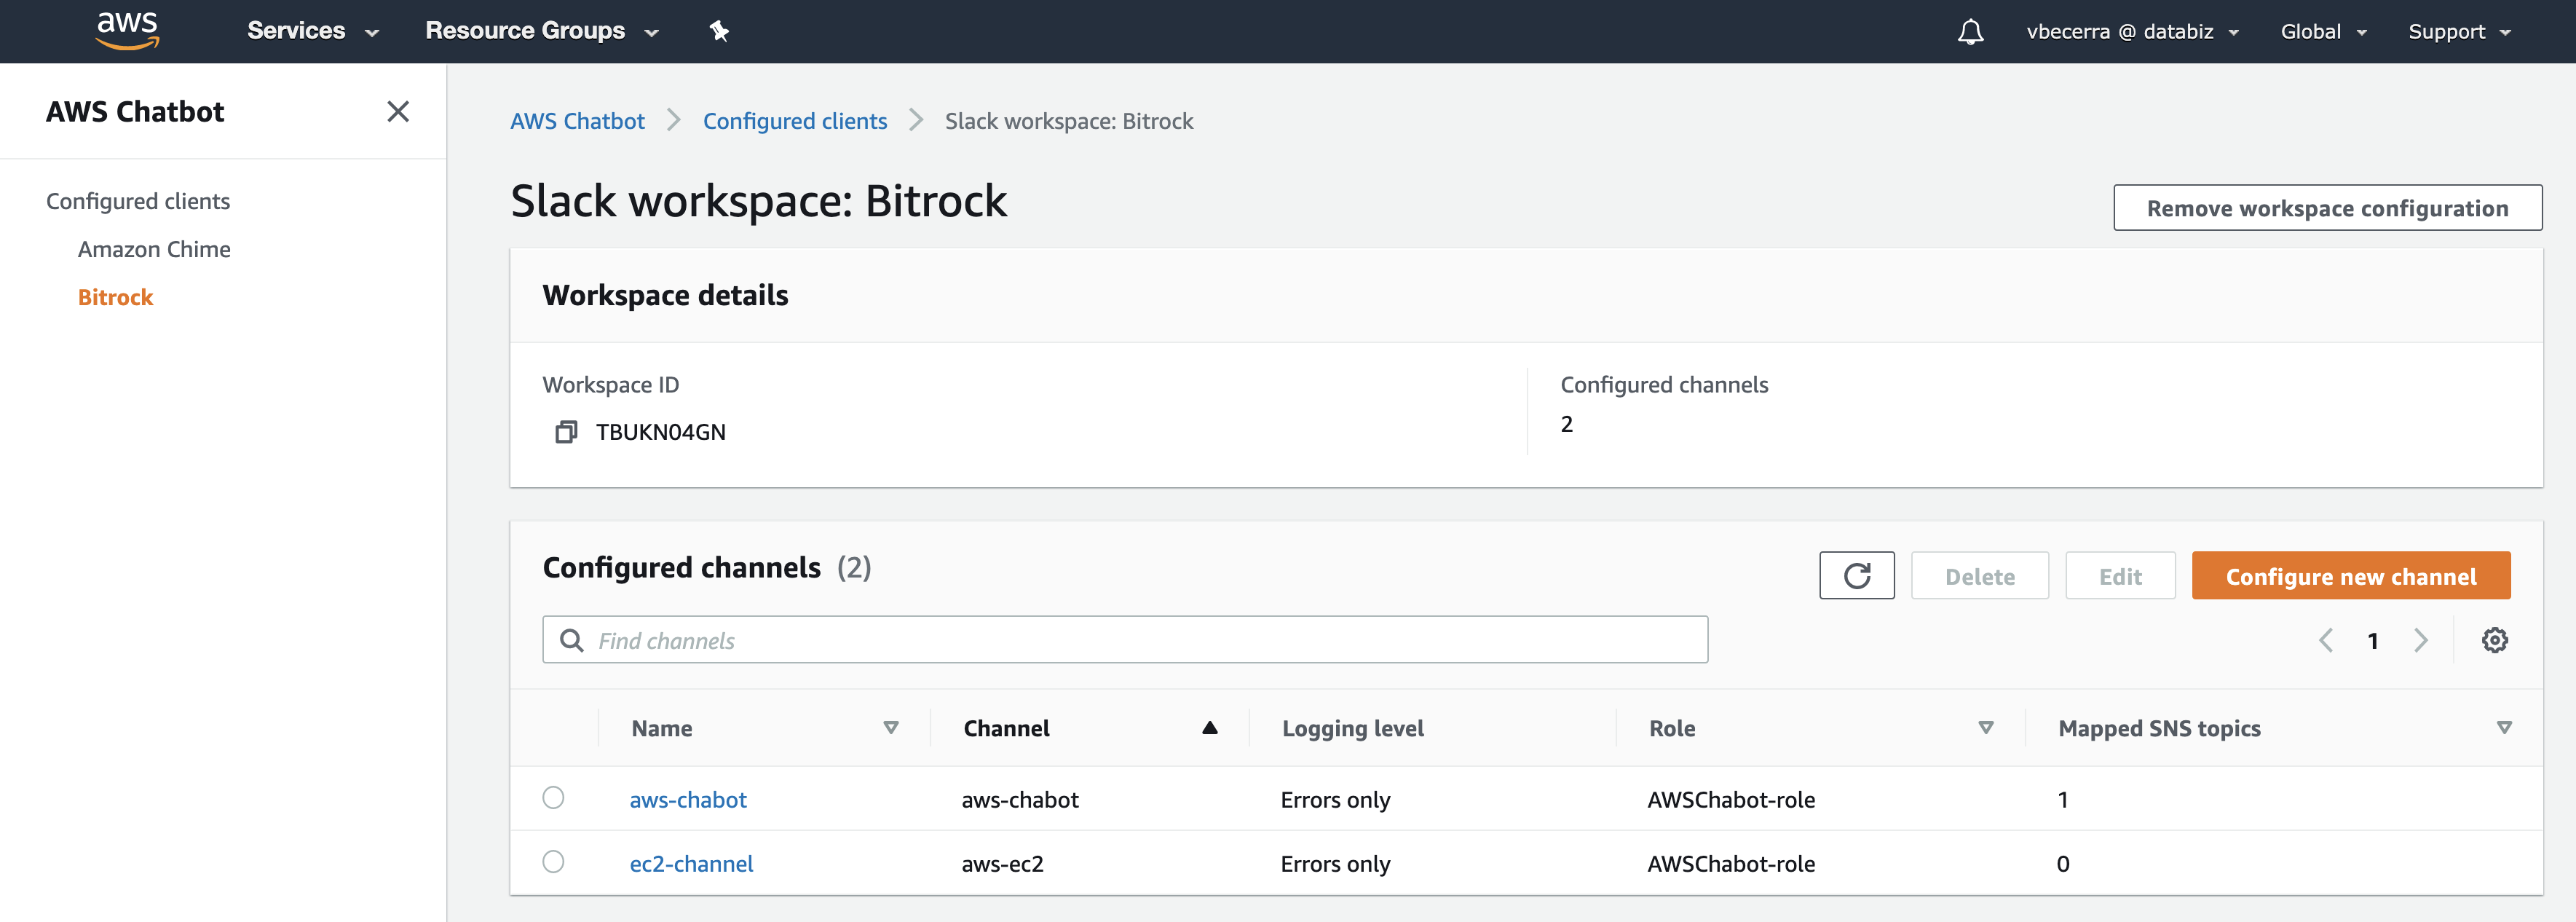 aws Services Resource Groups vbecerra @ databiz Global Support
AWS Chatbot
Configured clients
Amazon Chime
Bitrock
AWS Chatbot Configured clients Slack workspace: Bitrock
Slack workspace: Bitrock
Remove workspace configuration
Workspace details
Workspace ID
TBUKN04GN
Configured channels
2
Configured channels (2)
Delete Edit Configure new channel
Find channels
1
Name Channel Logging level Role Mapped SNS topics
aws-chabot aws-chabot Errors only AWSChabot-role 1
ec2-channel aws-ec2 Errors only AWSChabot-role 0